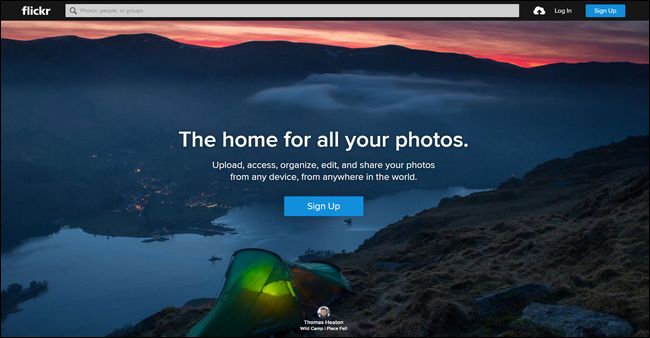 flickr
Photos, people, or groups
Log In
Sign Up
The home for all your photos.
Upload, access, organize, edit, and share your photos
from any device, from anywhere in the world.
Sign Up
Thomas Heaton
Wild Camp | Place Fell